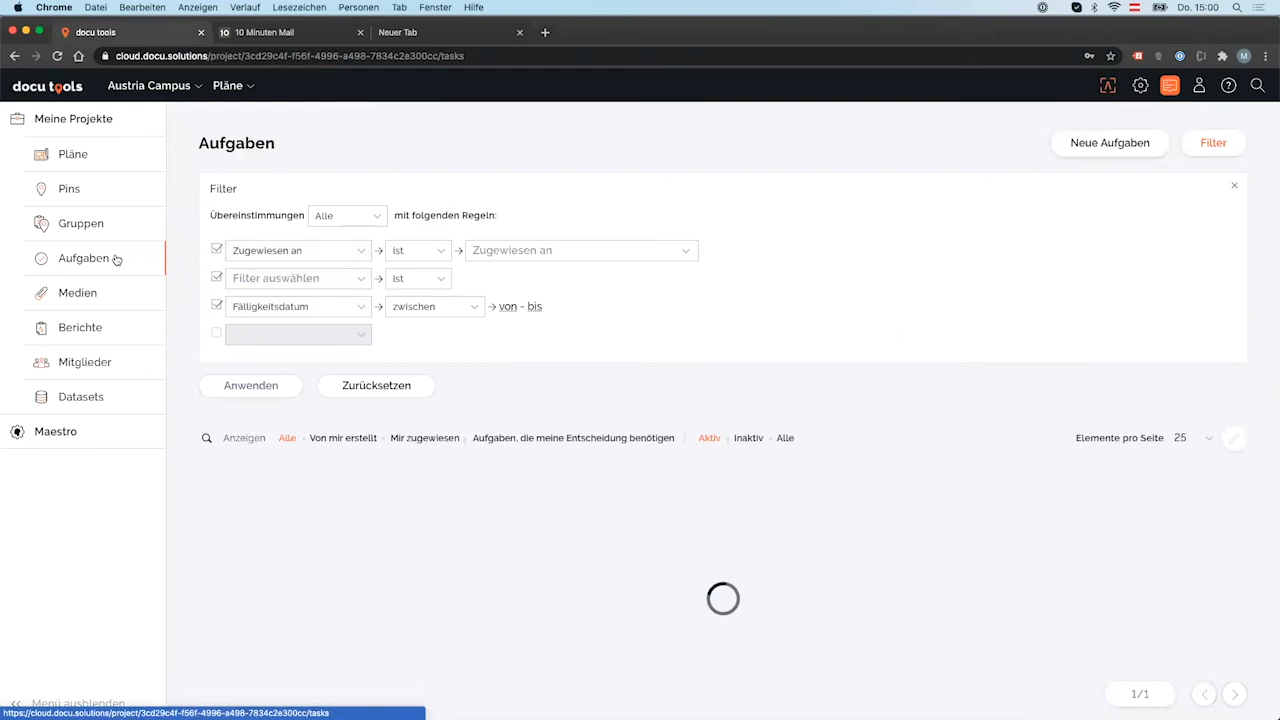 Chrome Datei Bearbeiten Anzeigen Verlauf Lesezeichen Personen Tab Fenster Hilfe Do. 15:00
docu tools 10 10 Minuten Mail Neuer Tab
cloud.docu.solutions/project/3cd29c4f-f56f-4996-a498-7834c2e300cc/tasks M
docu tools Austria Campus Pläne
Meine Projekte
Pläne
Pins
Gruppen
Aufgaben
Medien
Berichte
Mitglieder
Datasets
Maestro
Aufgaben Neue Aufgaben Filter
Filter
Übereinstimmungen Alle mit folgenden Regeln:
Zugewiesen an ist Zugewiesen an
Filter auswählen ist
Fälligkeitsdatum zwischen von - bis
Anwenden Zurücksetzen
Anzeigen Alle Von mir erstellt Mir zugewiesen Aufgaben, die meine Entscheidung benötigen Aktiv Inaktiv Alle Elemente pro Seite 25
1/1
Menü ausblenden
https://cloud.docu.solutions/project/3cd29c4f-f56f-4996-a498-7834c2e300cc/tasks